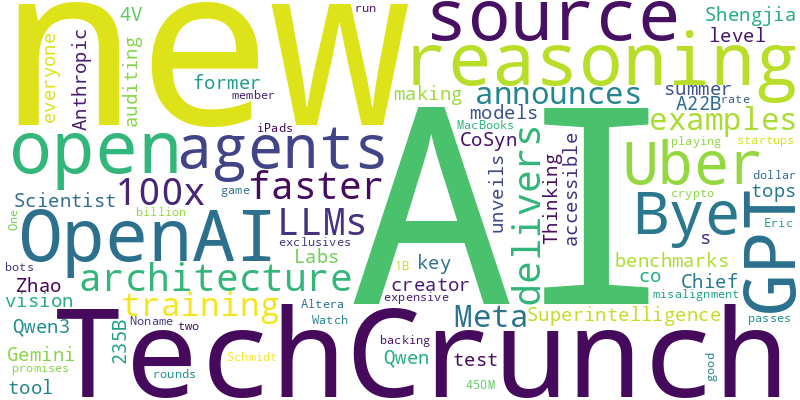 new
run
source
Shengjia
4V
everyone
Anthropic
auditing
former
member
reasoning
level
making
announces
summer
A22B
rate
models
examples
MacBooks
CoSyn
iPads
open
agents
delivers
unveils
Thinking
accessible
playing
startups
Uber
100x
faster
Scientist
game
billion
One
AI
dollar
crypto
tops
Eric
GPT
Bye
OpenAI
LLMs
exclusives
Labs
s
benchmarks
co
Chief
misalignment
bots
Zhao
architecture
1B
key
creator
expensive
vision
training
Altera
Watch
Meta
Superintelligence
passes
Qwen3
235B
Noname
two
TechCrunch
Gemini
promises
tool
rounds
Schmidt
backing
Qwen
test
450M
good